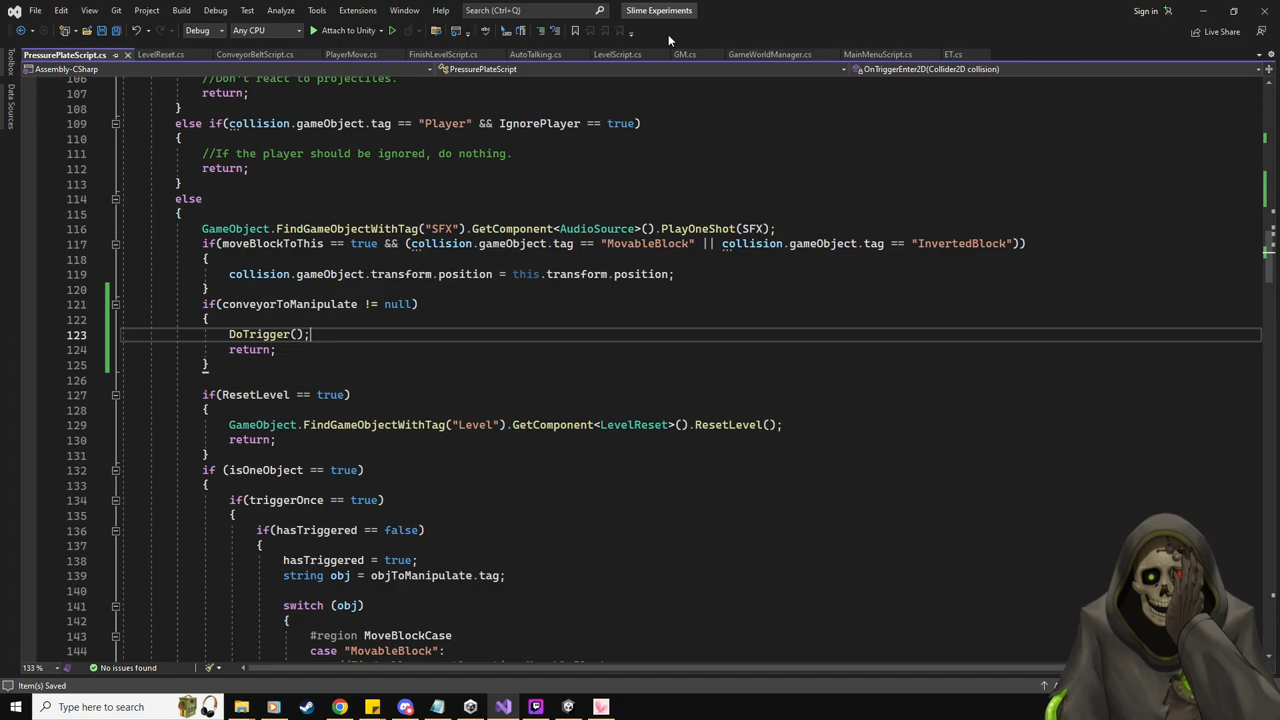 File Edit View Git Project Build Debug Test Analyze Tools Extensions Window Help Search (Ctrl+Q) Slime Experiments Sign in
Debug Any CPU Attach to Unity Live Share
PressurePlateScript.cs LevelReset.cs ConveyorBeltScript.cs PlayerMove.cs FinishLevelScript.cs AutoTalking.cs LevelScript.cs GM.cs GameWorldManager.cs MainMenuScript.cs ET.cs
Assembly-CSharp PressurePlateScript OnTriggerEnter2D(Collider2D collision)
Toolbox
Data Sources
106 //Don't react to projectiles.
107 return;
108 }
109 else if(collision.gameObject.tag == "Player" && IgnorePlayer == true)
110 {
111 //If the player should be ignored, do nothing.
112 return;
113 }
114 else
115 {
116 GameObject.FindGameObjectWithTag("SFX").GetComponent<AudioSource>().PlayOneShot(SFX);
117 if(moveBlockToThis == true && (collision.gameObject.tag == "MovableBlock" || collision.gameObject.tag == "InvertedBlock"))
118 {
119 collision.gameObject.transform.position = this.transform.position;
120 }
121 if(conveyorToManipulate != null)
122 {
123 DoTrigger();
124 return;
125 }
126
127 if(ResetLevel == true)
128 {
129 GameObject.FindGameObjectWithTag("Level").GetComponent<LevelReset>().ResetLevel();
130 return;
131 }
132 if (isOneObject == true)
133 {
134 if(triggerOnce == true)
135 {
136 if(hasTriggered == false)
137 {
138 hasTriggered = true;
139 string obj = objToManipulate.tag;
140
141 switch (obj)
142 {
143 #region MoveBlockCase
144 case "MovableBlock":
133 % No issues found
Item(s) Saved
Type here to search